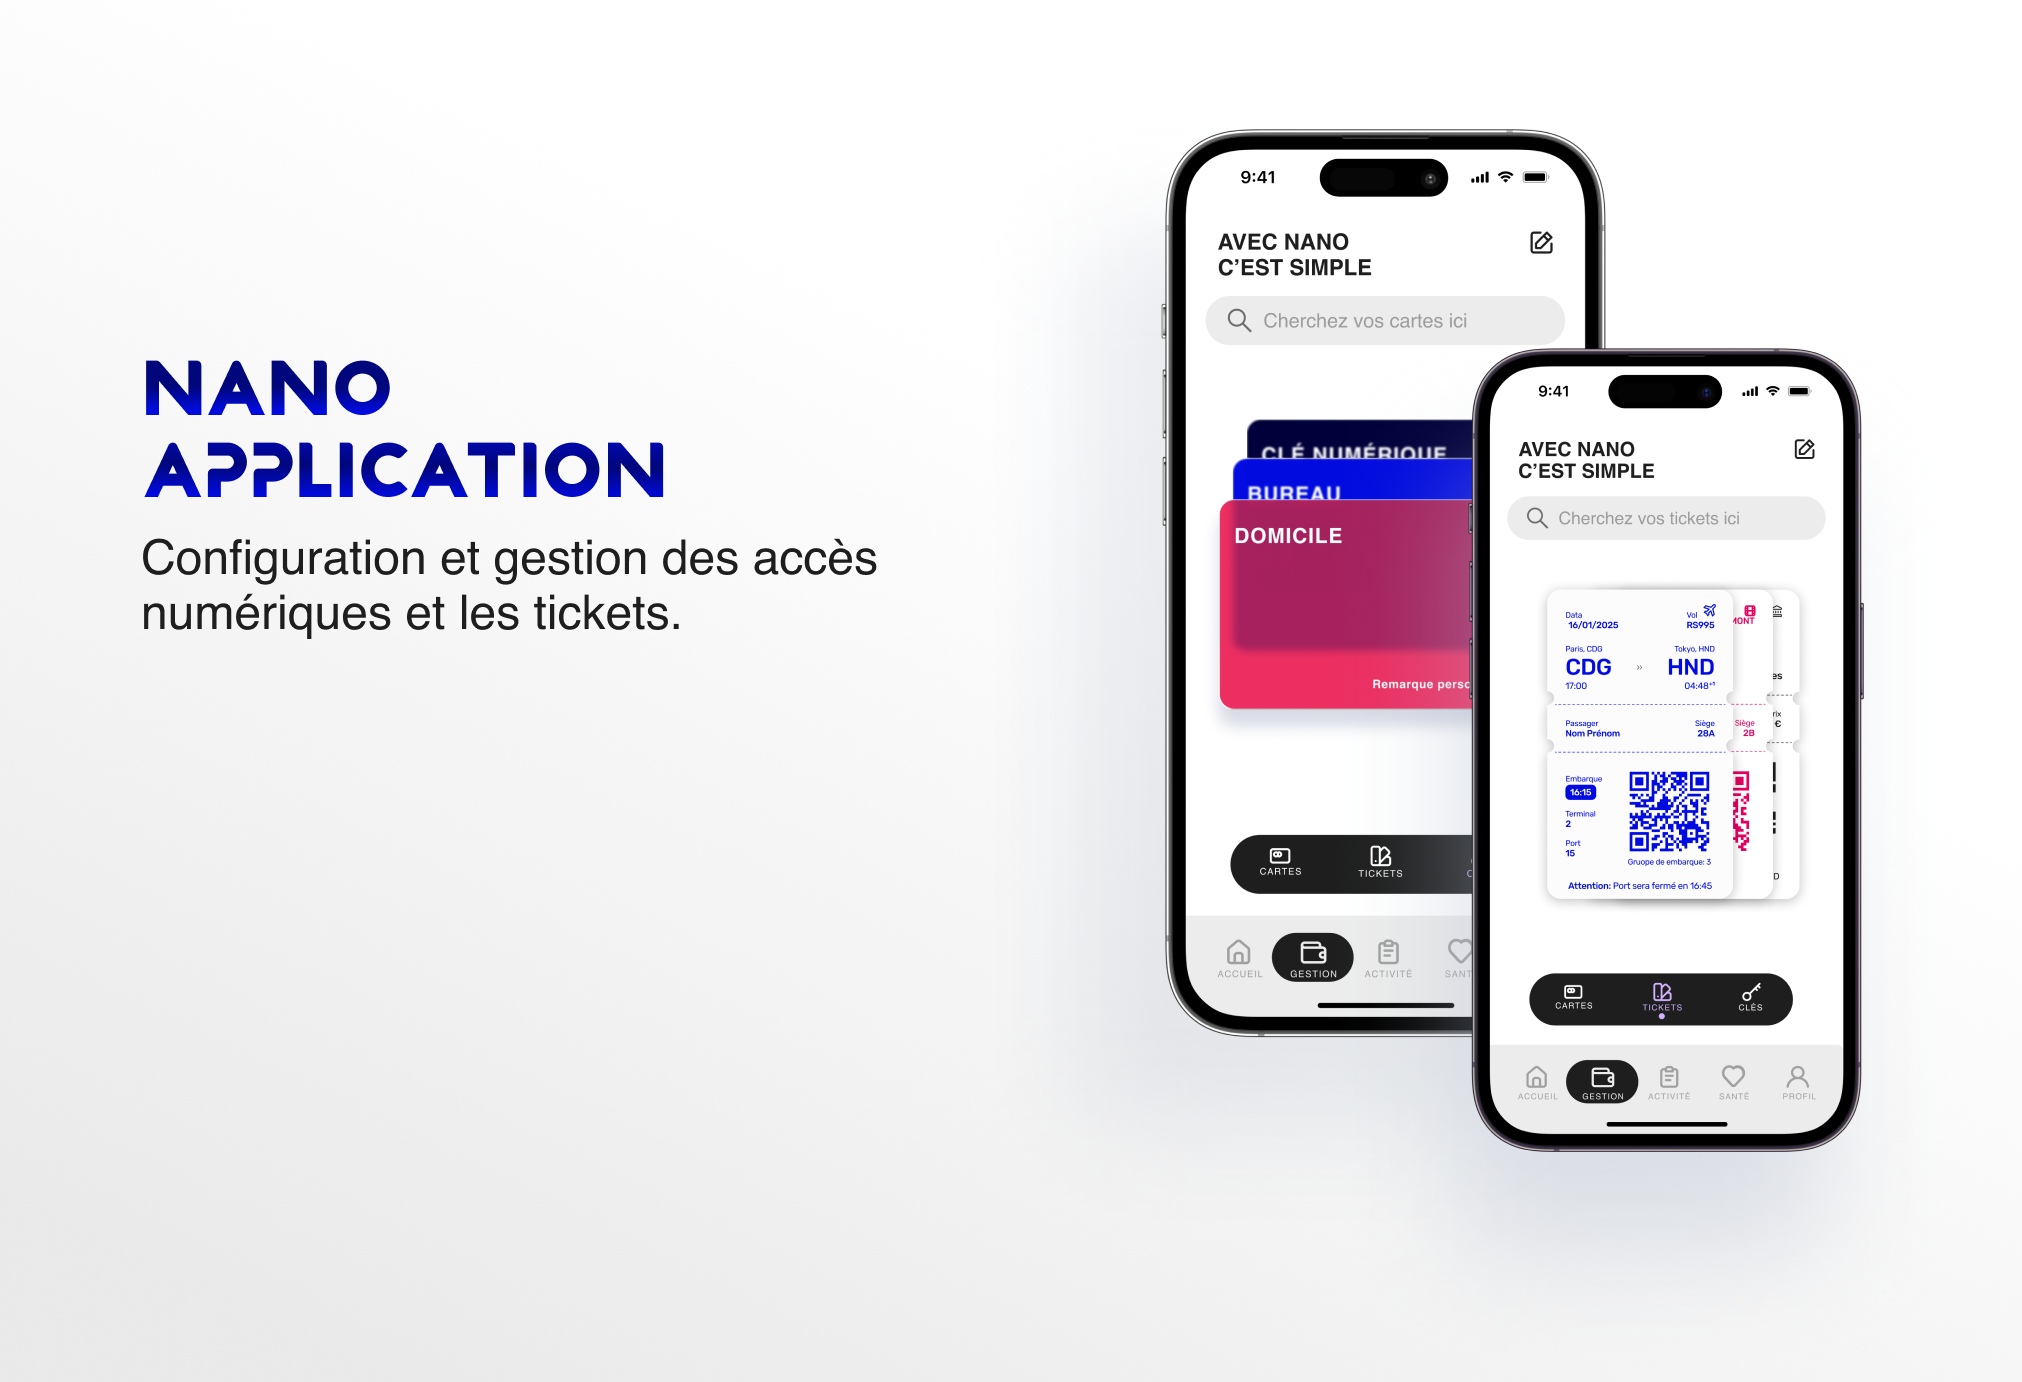 NANO
APPLICATION
Configuration et gestion des accès
numériques et les tickets.
9:41
AVEC NANO
C'EST SIMPLE
Cherchez vos cartes ici
CLÉ NUMÉRIQUE
BUREAU
DOMICILE
Remarque
CARTES
TICKETS
ACCUEIL
GESTION
ACTIVITÉ
9:41
AVEC NANO
C'EST SIMPLE
Cherchez vos tickets ici
Data
Vol
16/01/2025
RS995
Paris, CDG
Tokyo, HND
CDG
»
HND
17:00
04:48+1
Passager
Siège
Nom Prénom
28A
Siège
2B
€
Embarque
16:15
Terminal
2
Port
15
Gruope de embarque: 3
Attention: Port sera fermé en 16:45
CARTES
TICKETS
CLÉS
ACCUEIL
GESTION
ACTIVITÉ
SANTÉ
PROFIL